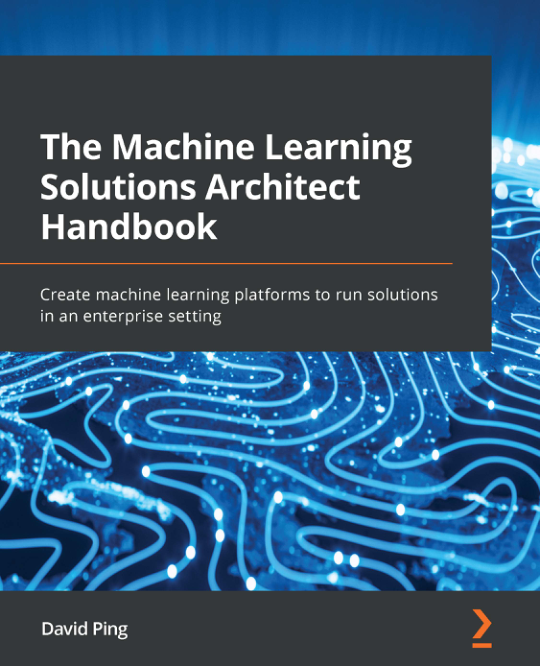 The Machine Learning
Solutions Architect
Handbook
Create machine learning platforms to run solutions
in an enterprise setting
David Ping